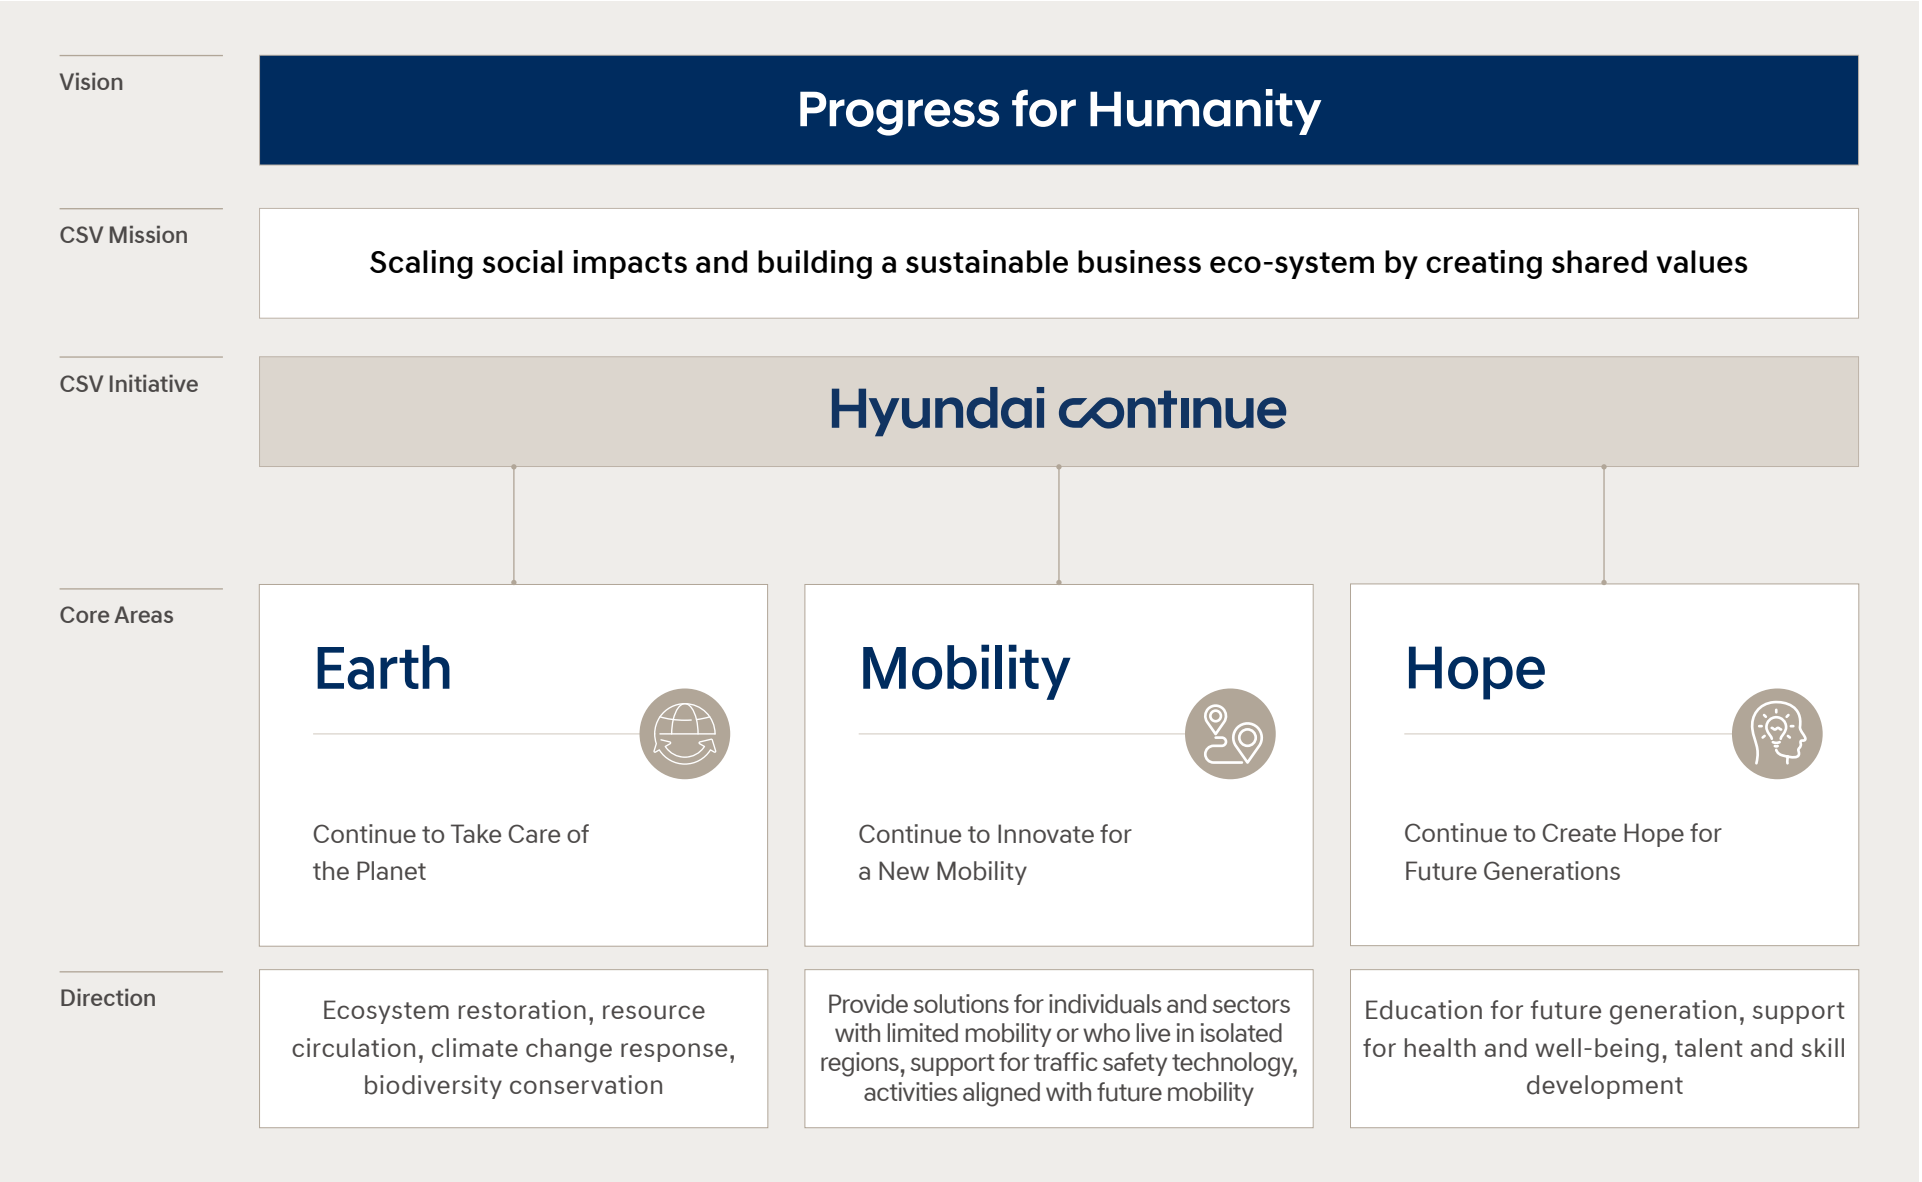 Vision
Progress for Humanity
CSV Mission
Scaling social impacts and building a sustainable business eco-system by creating shared values
CSV Initiative
Hyundai continue
Core Areas
Earth
Continue to Take Care of
the Planet
Mobility
Continue to Innovate for
a New Mobility
Hope
Continue to Create Hope for
Future Generations
Direction
Ecosystem restoration, resource
circulation, climate change response,
biodiversity conservation
Provide solutions for individuals and sectors
with limited mobility or who live in isolated
regions, support for traffic safety technology,
activities aligned with future mobility
Education for future generation, support
for health and well-being, talent and skill
development